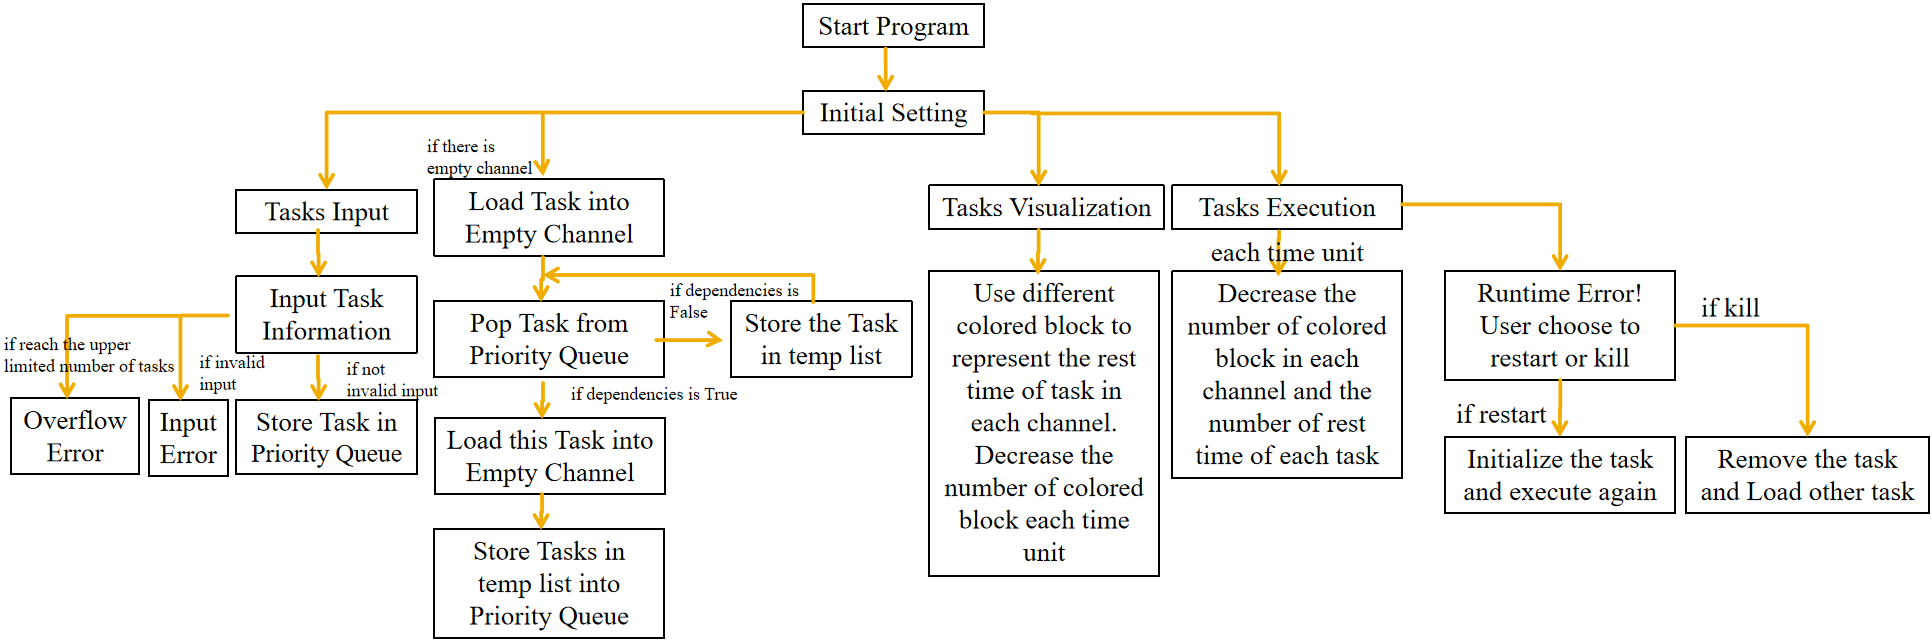 Start Program
Initial Setting
if there is
empty channel
Tasks Input
Load Task into
Empty Channel
Tasks Visualization
Tasks Execution
each time unit
Input Task
Information
if dependencies is
False
Pop Task from
Priority Queue
Store the Task
in temp list
Use different
colored block to
represent the rest
time of task in
each channel.
Decrease the
number of colored
block each time
unit
Decrease the
number of colored
block in each
channel and the
number of rest
time of each task
Runtime Error!
User choose to
restart or kill
if kill
if reach the upper
limited number of tasks
if invalid
input
if not
invalid input
if dependencies is True
if restart
Overflow
Error
Input
Error
Store Task in
Priority Queue
Load this Task into
Empty Channel
Initialize the task
and execute again
Remove the task
and Load other task
Store Tasks in
temp list into
Priority Queue